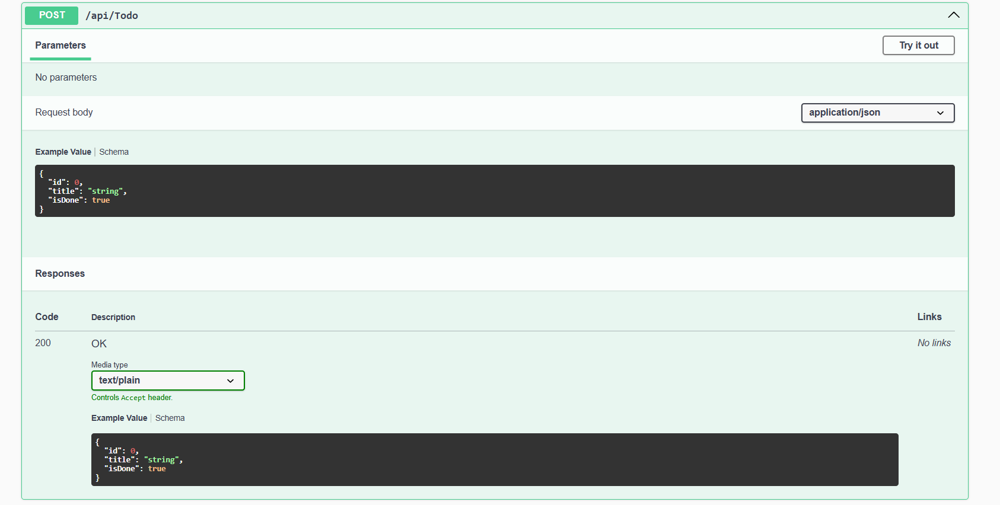 POST /api/Todo
Parameters
Try it out
No parameters
Request body
application/json
Example Value | Schema
{
  "id": 0,
  "title": "string",
  "isDone": true
}
Responses
Code Description Links
200 OK No links
Media type
text/plain
Controls Accept header.
Example Value | Schema
{
  "id": 0,
  "title": "string",
  "isDone": true
}